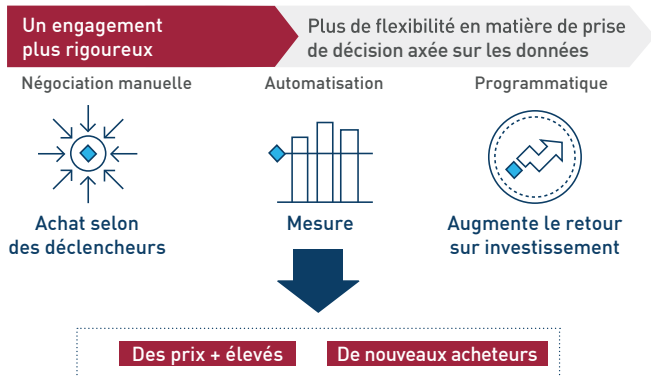 Un engagement
plus rigoureux
Plus de flexibilité en matière de prise
de décision axée sur les données
Négociation manuelle
Automatisation
Programmatique
Achat selon
des déclencheurs
Mesure
Augmente le retour
sur investissement
Des prix + élevés
De nouveaux acheteurs